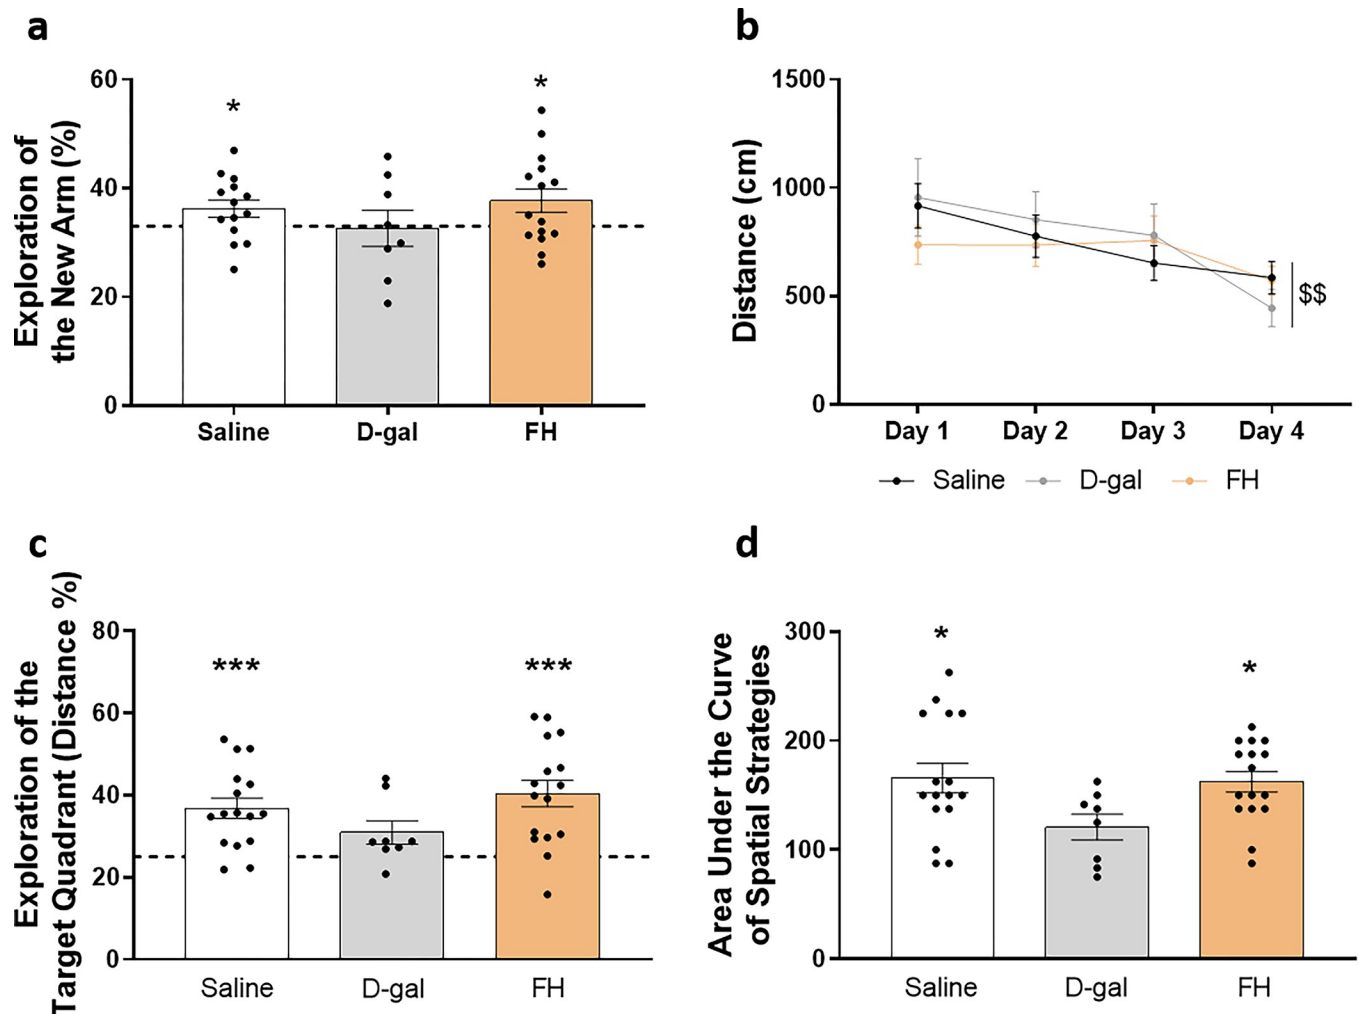 a
Exploration of
the New Arm (%)
60
40
20
0
*
*
Saline
D-gal
FH
b
Distance (cm)
1500
1000
500
0
$$
Day 1
Day 2
Day 3
Day 4
Saline
D-gal
FH
c
Exploration of the
Target Quadrant (Distance %)
80
60
40
20
0
***
***
Saline
D-gal
FH
d
Area Under the Curve
of Spatial Strategies
300
200
100
0
*
*
Saline
D-gal
FH